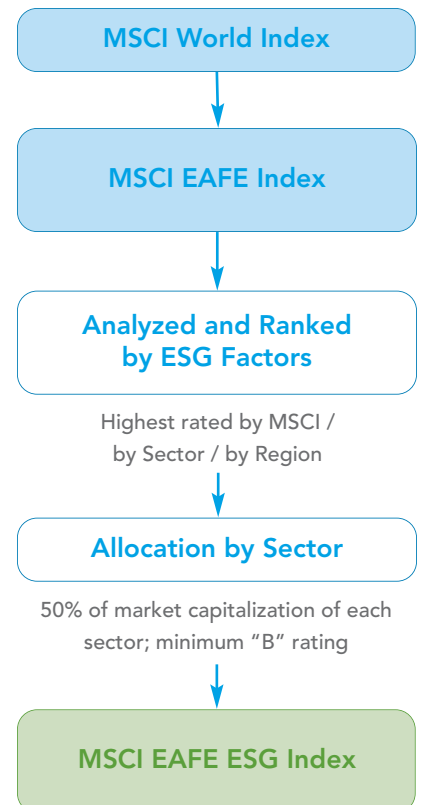 MSCI World Index
MSCI EAFE Index
Analyzed and Ranked
by ESG Factors
Highest rated by MSCI /
by Sector / by Region
Allocation by Sector
50% of market capitalization of each
sector; minimum “B” rating
MSCI EAFE ESG Index